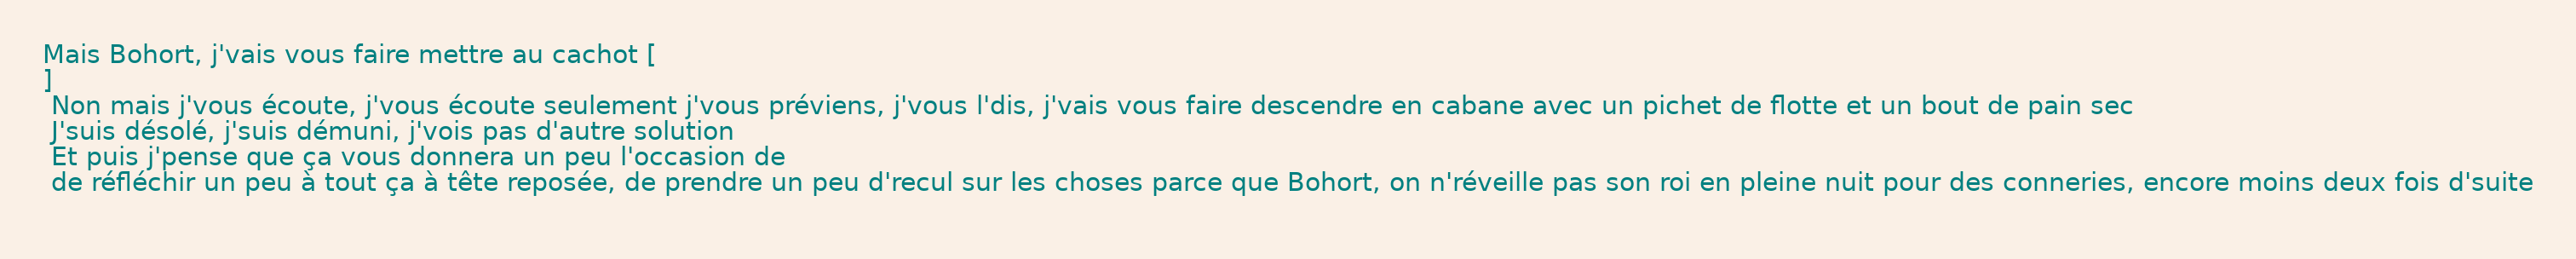 Mais Bohort, j'vais vous faire mettre au cachot [
]
Non mais j'vous écoute, j'vous écoute seulement j'vous préviens, j'vous l'dis, j'vais vous faire descendre en cabane avec un pichet de flotte et un bout de pain sec
J'suis désolé, j'suis démuni, j'vois pas d'autre solution
Et puis j'pense que ça vous donnera un peu l'occasion de
de réfléchir un peu à tout ça à tête reposée, de prendre un peu d'recul sur les choses parce que Bohort, on n'réveille pas son roi en pleine nuit pour des conneries, encore moins deux fois d'suite